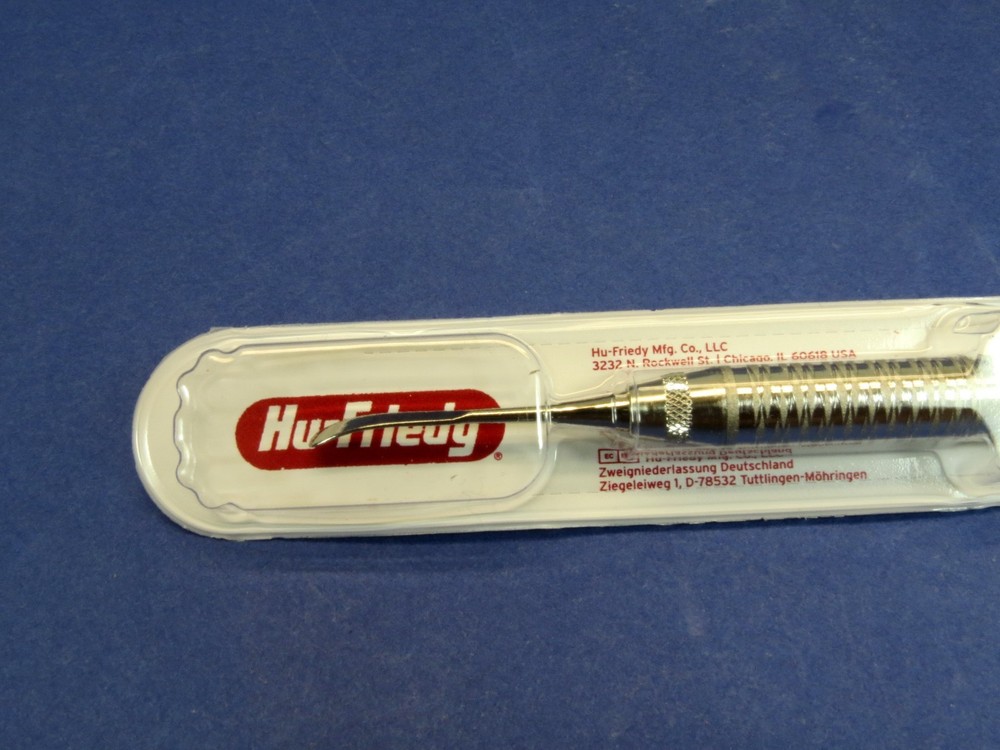 Hu-Friedy®
Hu-Friedy Mfg. Co., LLC
3232 N. Rockwell St. | Chicago, IL 60618 USA
EC
Zweigniederlassung Deutschland
Ziegeleiweg 1, D-78532 Tuttlingen-Möhringen